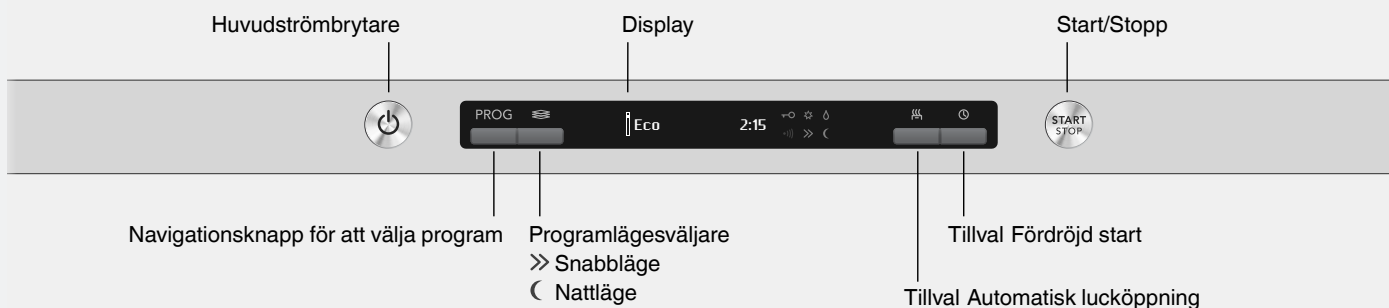 Huvudströmbrytare
Display
Start/Stopp
PROG
Eco
2:15
START
STOP
Navigationsknapp för att välja program
Programlägesväljare
Snabbläge
Nattläge
Tillval Fördröjd start
Tillval Automatisk lucköppning